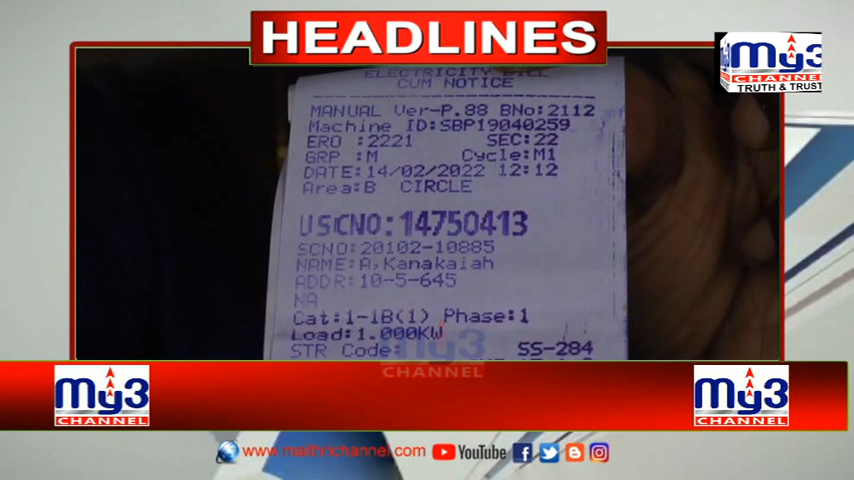 HEADLINES
My3
CHANNEL
TRUTH & TRUST
ELECTRICITY BILL
CUM NOTICE
MANUAL Ver-P.88 BNo:2112
Machine ID:SBP19040259
ERO :2221 SEC:22
GRP :M Cycle:M1
DATE:14/02/2022 12:12
Area:B CIRCLE
USCNO:14750413
SCNO:20102-10885
NAME:A,Kanakaiah
ADDR:10-5-645
NA
Cat:1-1B(1) Phase:1
Load:1.000KW
STR Code: SS-284
my3
CHANNEL
My3
CHANNEL
My3
CHANNEL
www.maithrichannel.com YouTube